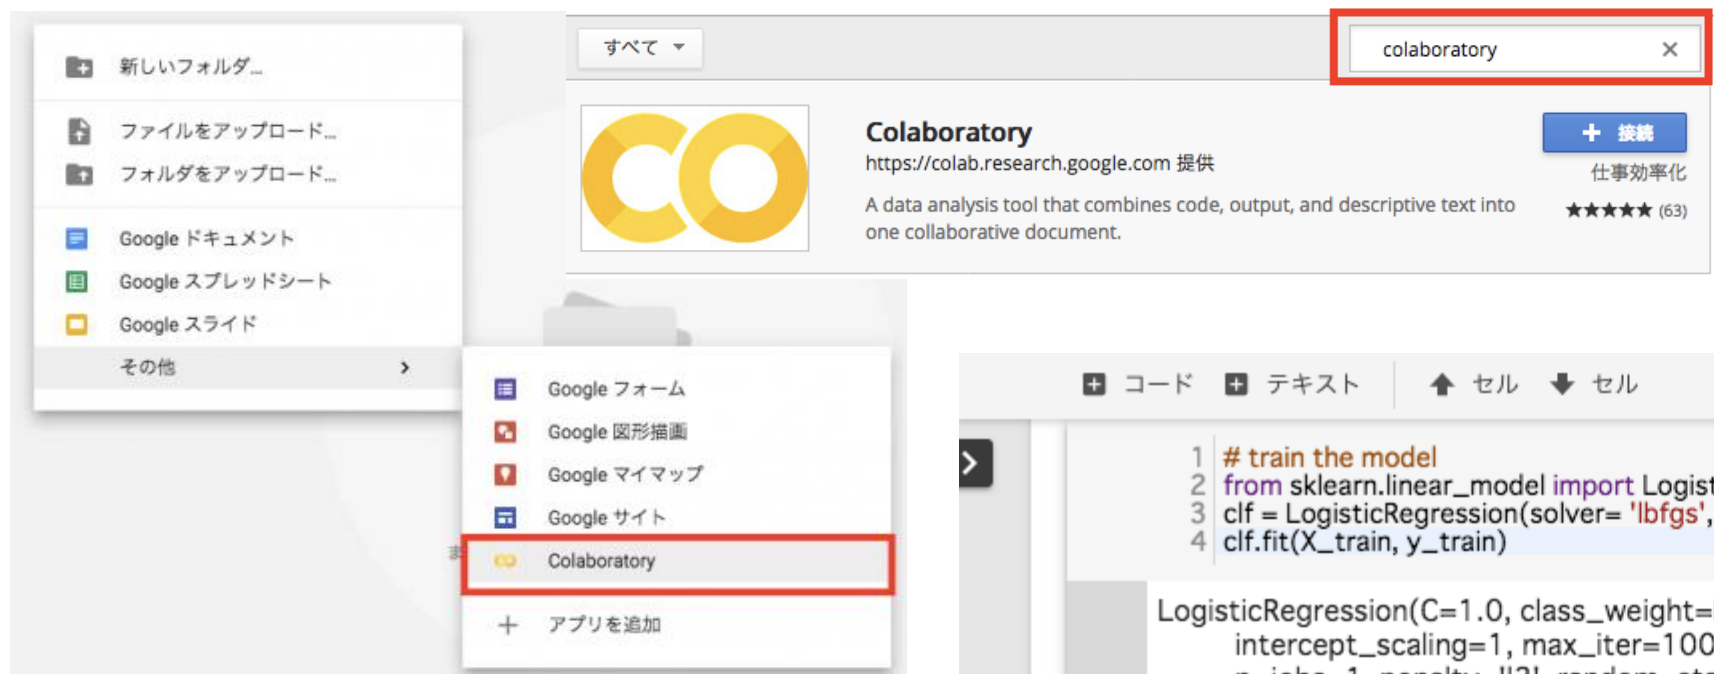 新しいフォルダ...
ファイルをアップロード...
フォルダをアップロード...
Google ドキュメント
Google スプレッドシート
Google スライド
その他
Google フォーム
Google 図形描画
Google マイマップ
Google サイト
Colaboratory
アプリを追加
すべて
colaboratory
Colaboratory
https://colab.research.google.com 提供
A data analysis tool that combines code, output, and descriptive text into
one collaborative document.
+ 接続
仕事効率化
★★★★★ (63)
コード テキスト セル セル
1 # train the model
2 from sklearn.linear_model import Logist
3 clf = LogisticRegression(solver= 'lbfgs',
4 clf.fit(X_train, y_train)
LogisticRegression(C=1.0, class_weight=
intercept_scaling=1, max_iter=100